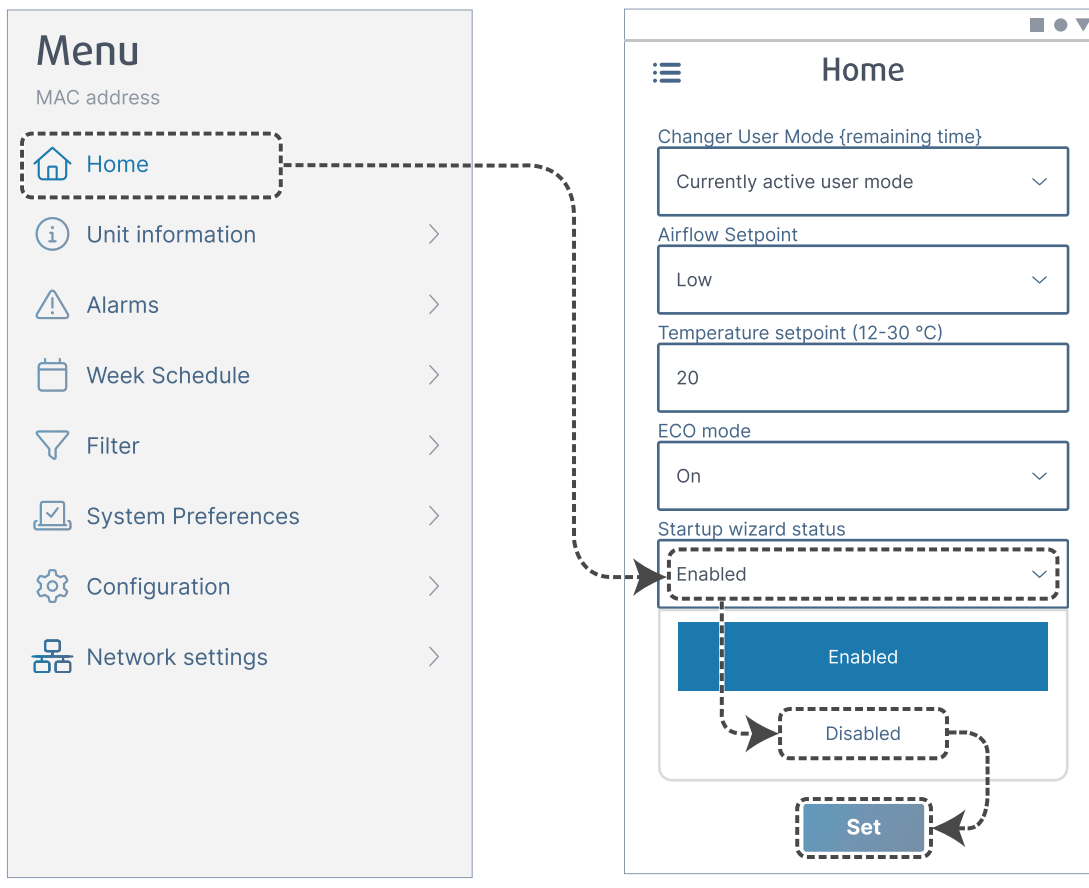 Menu
MAC address
Home
Unit information
Alarms
Week Schedule
Filter
System Preferences
Configuration
Network settings
Home
Changer User Mode {remaining time}
Currently active user mode
Airflow Setpoint
Low
Temperature setpoint (12-30 °C)
20
ECO mode
On
Startup wizard status
Enabled
Enabled
Disabled
Set